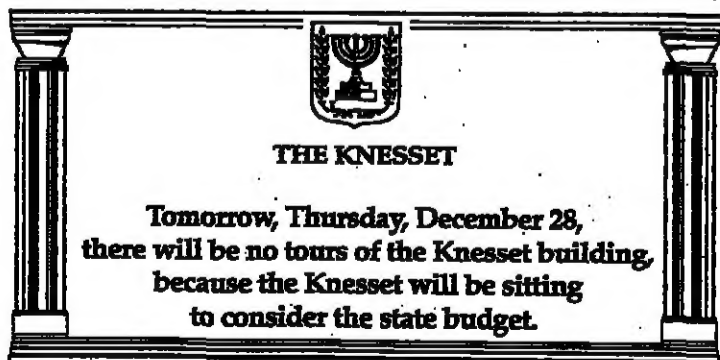 THE KNESSET
Tomorrow, Thursday, December 28,
there will be no tours of the Knesset building,
because the Knesset will be sitting
to consider the state budget.